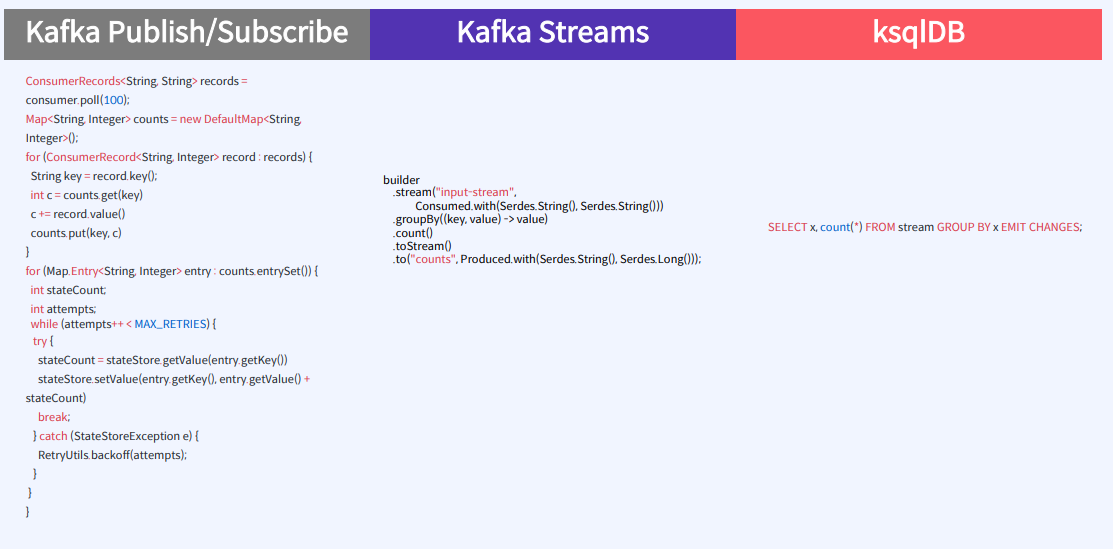 Kafka Publish/Subscribe
ConsumerRecords<String, String> records =
consumer.poll(100);
Map<String, Integer> counts = new DefaultMap<String,
Integer>();
for (ConsumerRecord<String, Integer> record : records) {
String key = record.key();
int c = counts.get(key)
c += record.value()
counts.put(key, c)
}
for (Map.Entry<String, Integer> entry : counts.entrySet()) {
int stateCount;
int attempts;
while (attempts++ < MAX_RETRIES) {
try {
stateCount = stateStore.getValue(entry.getKey())
stateStore.setValue(entry.getKey(), entry.getValue() +
stateCount)
break;
} catch (StateStoreException e) {
RetryUtils.backoff(attempts);
}
}
}
Kafka Streams
builder
.stream("input-stream",
Consumed.with(Serdes.String(), Serdes.String()))
.groupBy((key, value) -> value)
.count()
.toStream()
.to("counts", Produced.with(Serdes.String(), Serdes.Long()));
ksqlDB
SELECT x, count(*) FROM stream GROUP BY x EMIT CHANGES;